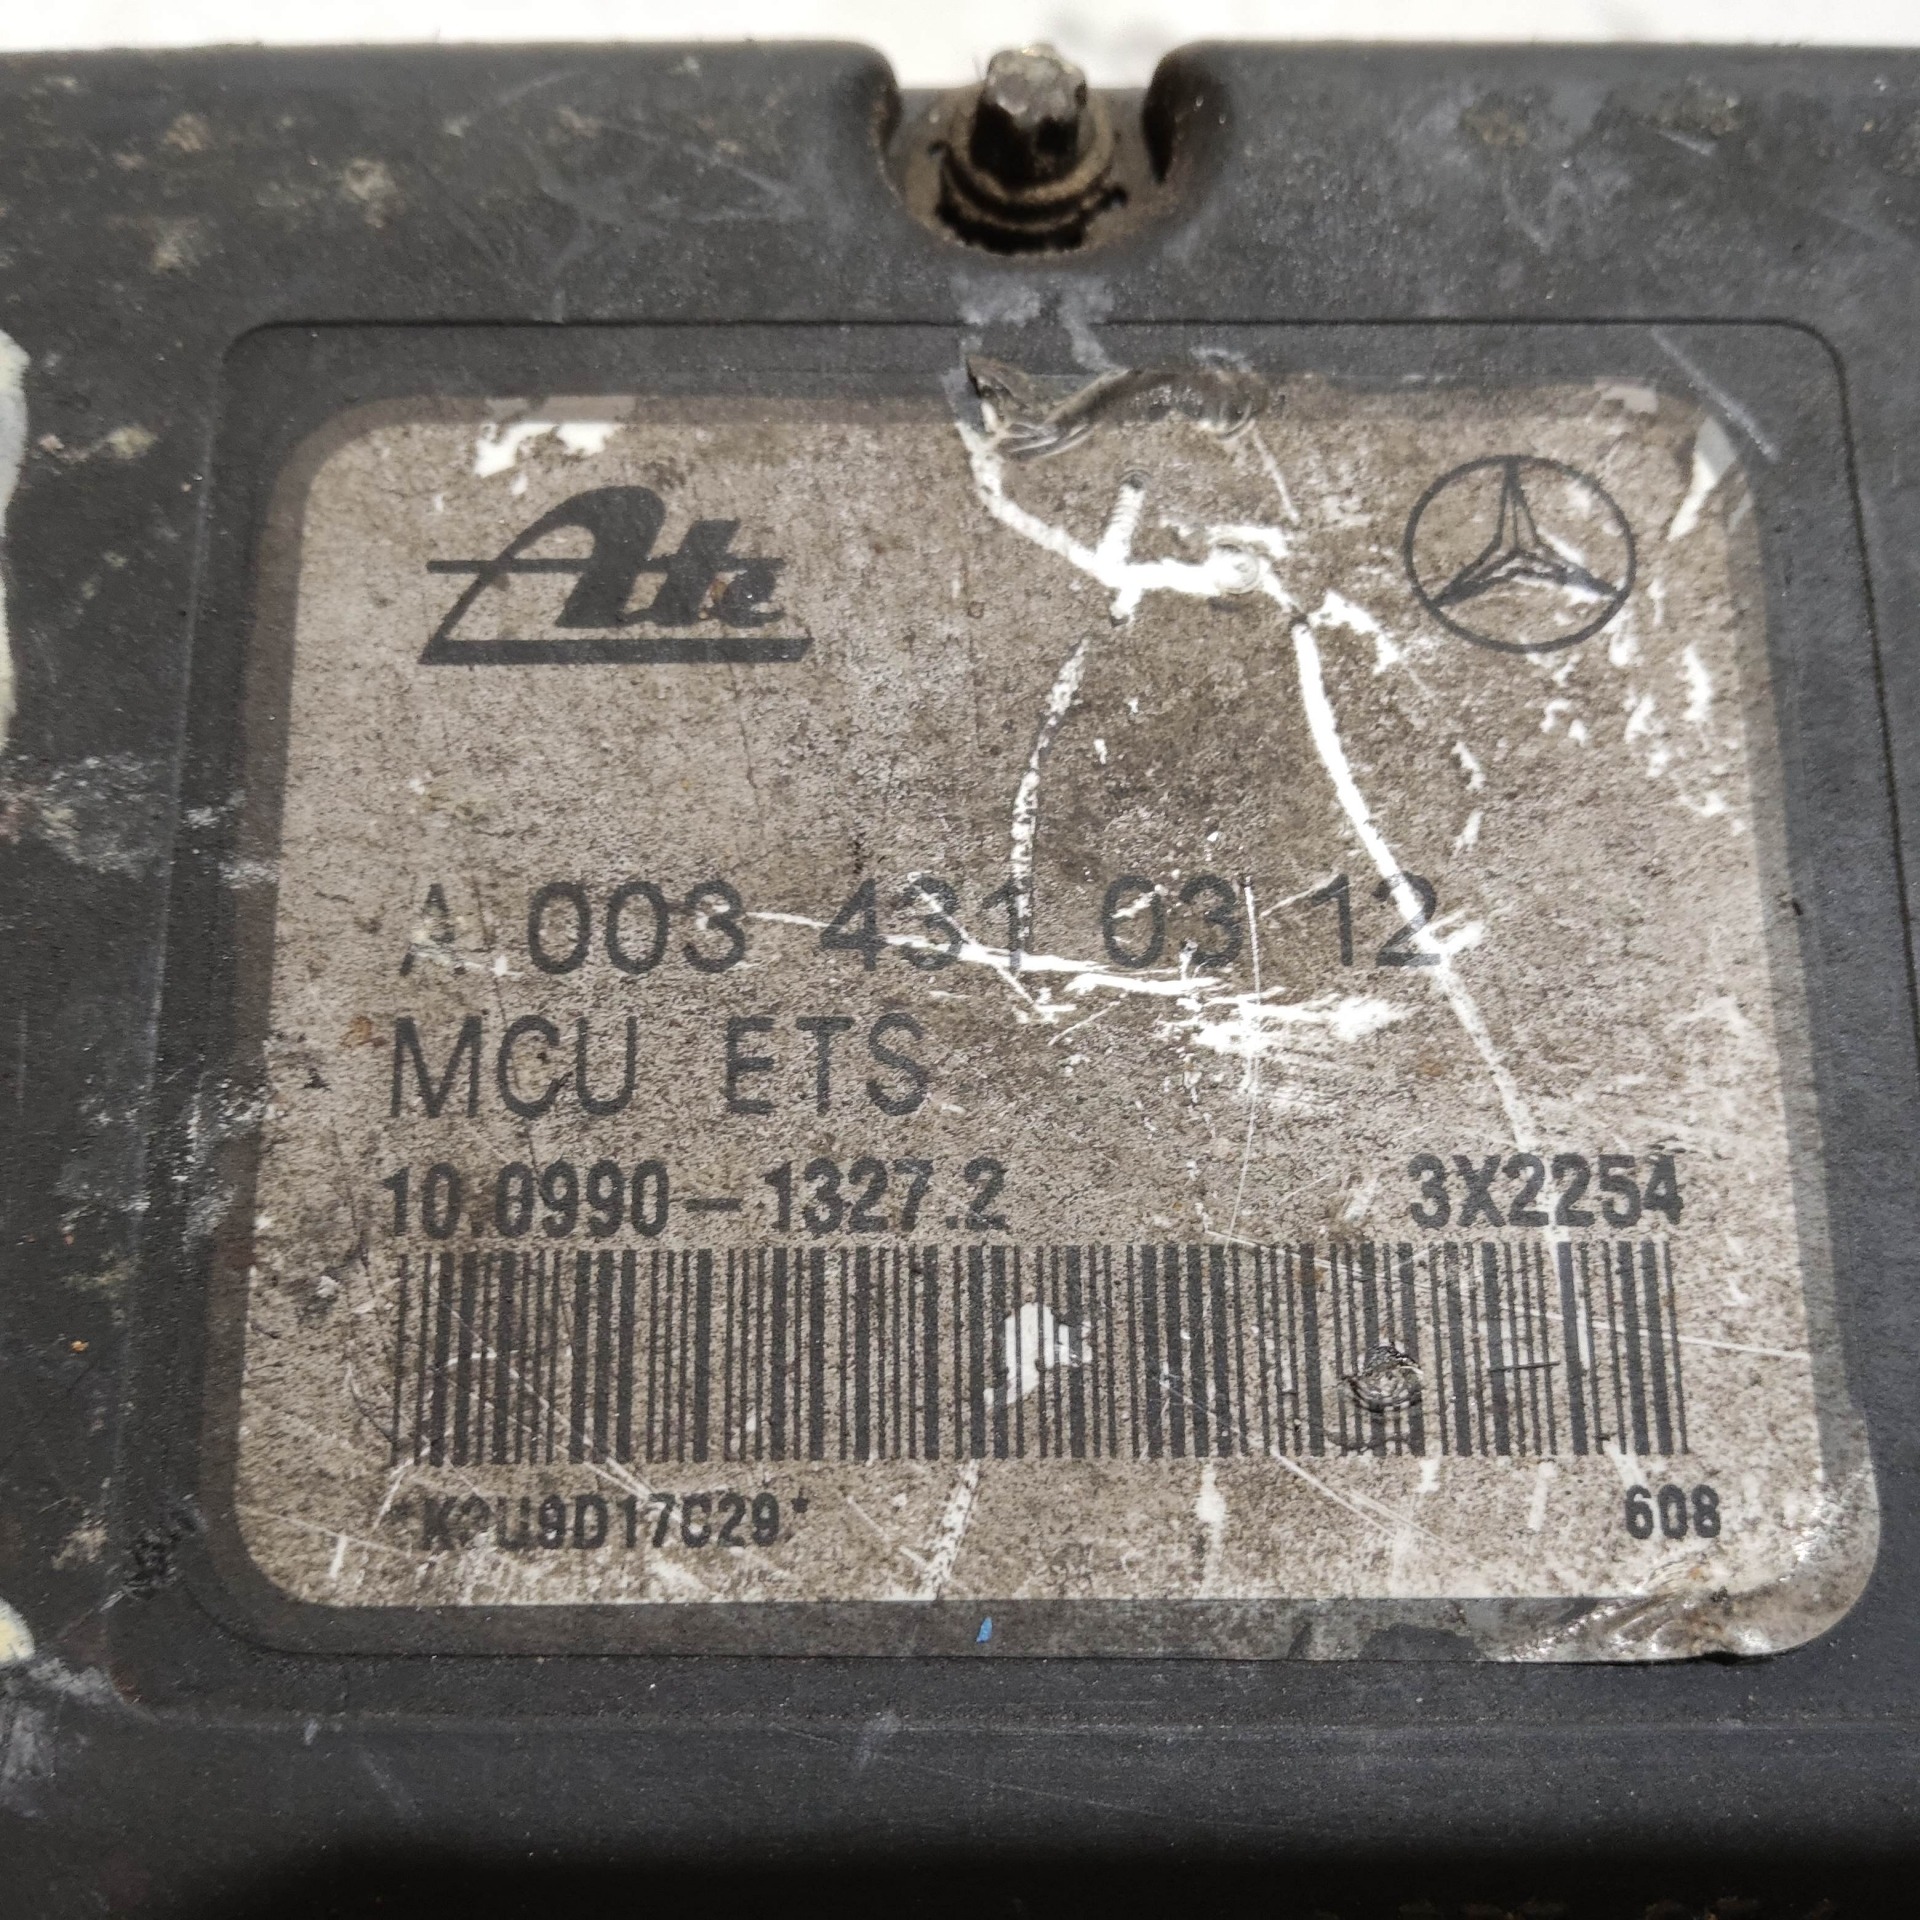 Ate
A 003 431 03 12
MCU ETS
10.0990-1327.2 3X2254
608